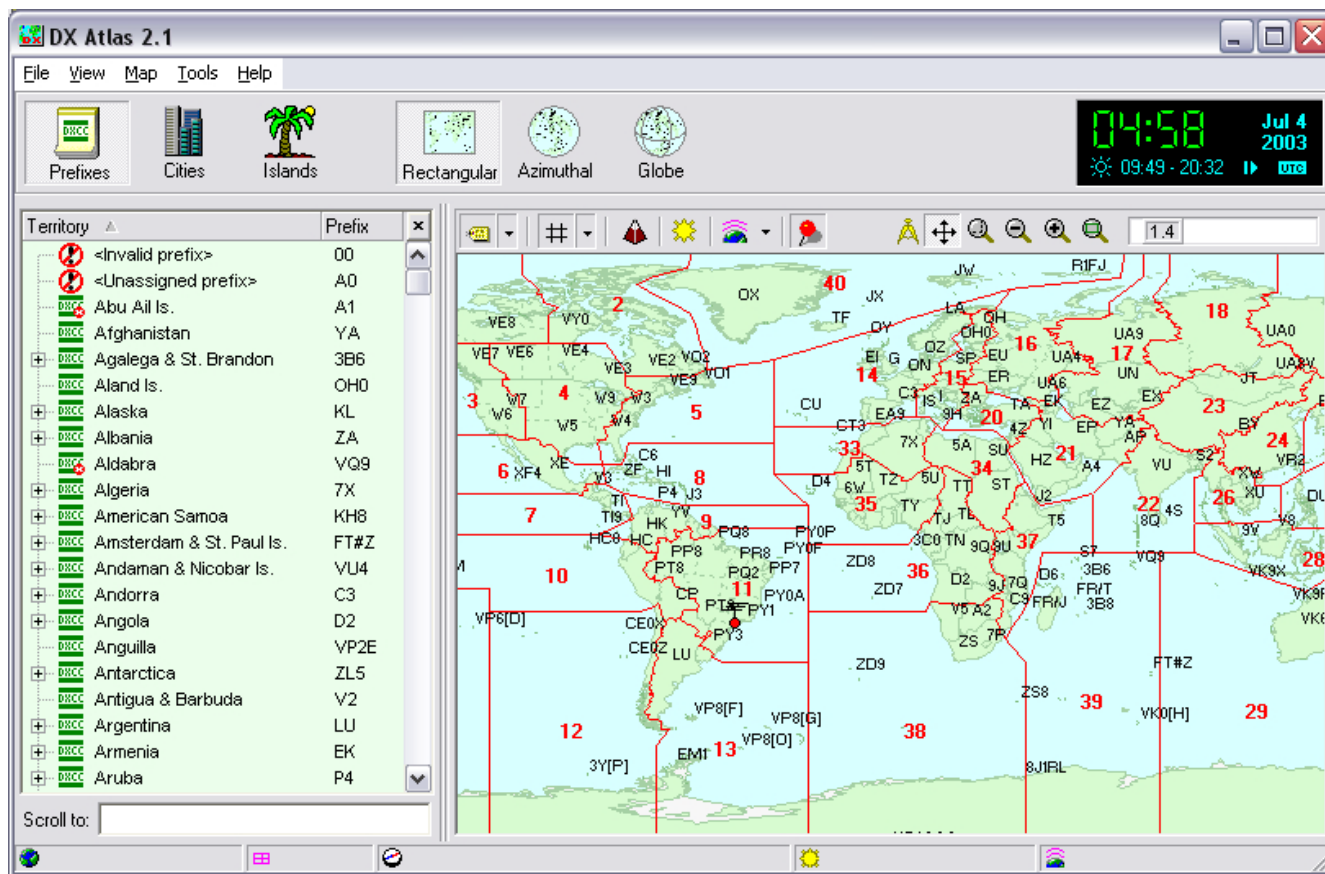 DX Atlas 2.1
File View Map Tools Help
Prefixes Cities Islands Rectangular Azimuthal Globe
04:58 Jul 4 2003
09:49 - 20:32 UTC
Territory Prefix
<Invalid prefix> 00
<Unassigned prefix> A0
Abu Ail Is. A1
Afghanistan YA
Agalega & St. Brandon 3B6
Aland Is. OH0
Alaska KL
Albania ZA
Aldabra VQ9
Algeria 7X
American Samoa KH8
Amsterdam & St. Paul Is. FT#Z
Andaman & Nicobar Is. VU4
Andorra C3
Angola D2
Anguilla VP2E
Antarctica ZL5
Antigua & Barbuda V2
Argentina LU
Armenia EK
Aruba P4
Scroll to:
1.4
JW R1FJ
2 OX 40 JX 18
VE8 VY0 TF OY LA OH OH0 16 UA9 UA0
VE7 VE6 VE4 VE3 VE2 VO2 VO1 VE9 EI G ON OZ SP EU UA4 17 UN JT
14 15 ER UA6
3 W7 W6 4 W9 W3 5 CU C3 IS I ZA 20 TA EK EZ EX 23 BY
W5 W4 CT3 EA9 9H 4Z YI EP YA AP 24
6 XF4 XE C6 ZF HI 8 33 7X 5A SU HZ 21 A4 VU S2 VR2
V3 P4 J3 D4 5T 6W TZ 5U TT 34 ST XW XU 26
7 TI TI9 YV 9 35 TY TJ TL J2 T5 22 8Q 4S 9V V8
HC8 HC HK PQ8 PY0P PY0F 3C0 TN 9Q 9U 37 S7 VQ9 28
10 PP8 PR8 PT8 PQ2 PP7 ZD8 36 D6 3B6 VK9X
CP 11 PY0A ZD7 D2 9J 7Q C9 FR/J FR/T 3B8
VP6[D] CE0X PY1 V5 A2
CE0Z LU PY3 ZS 7P
ZD9 FT#Z
ZS8 39 VK0[H] 29
VP8[F] VP8[G]
12 13 VP8[O] 38
3Y[P] EM1 8J1RL